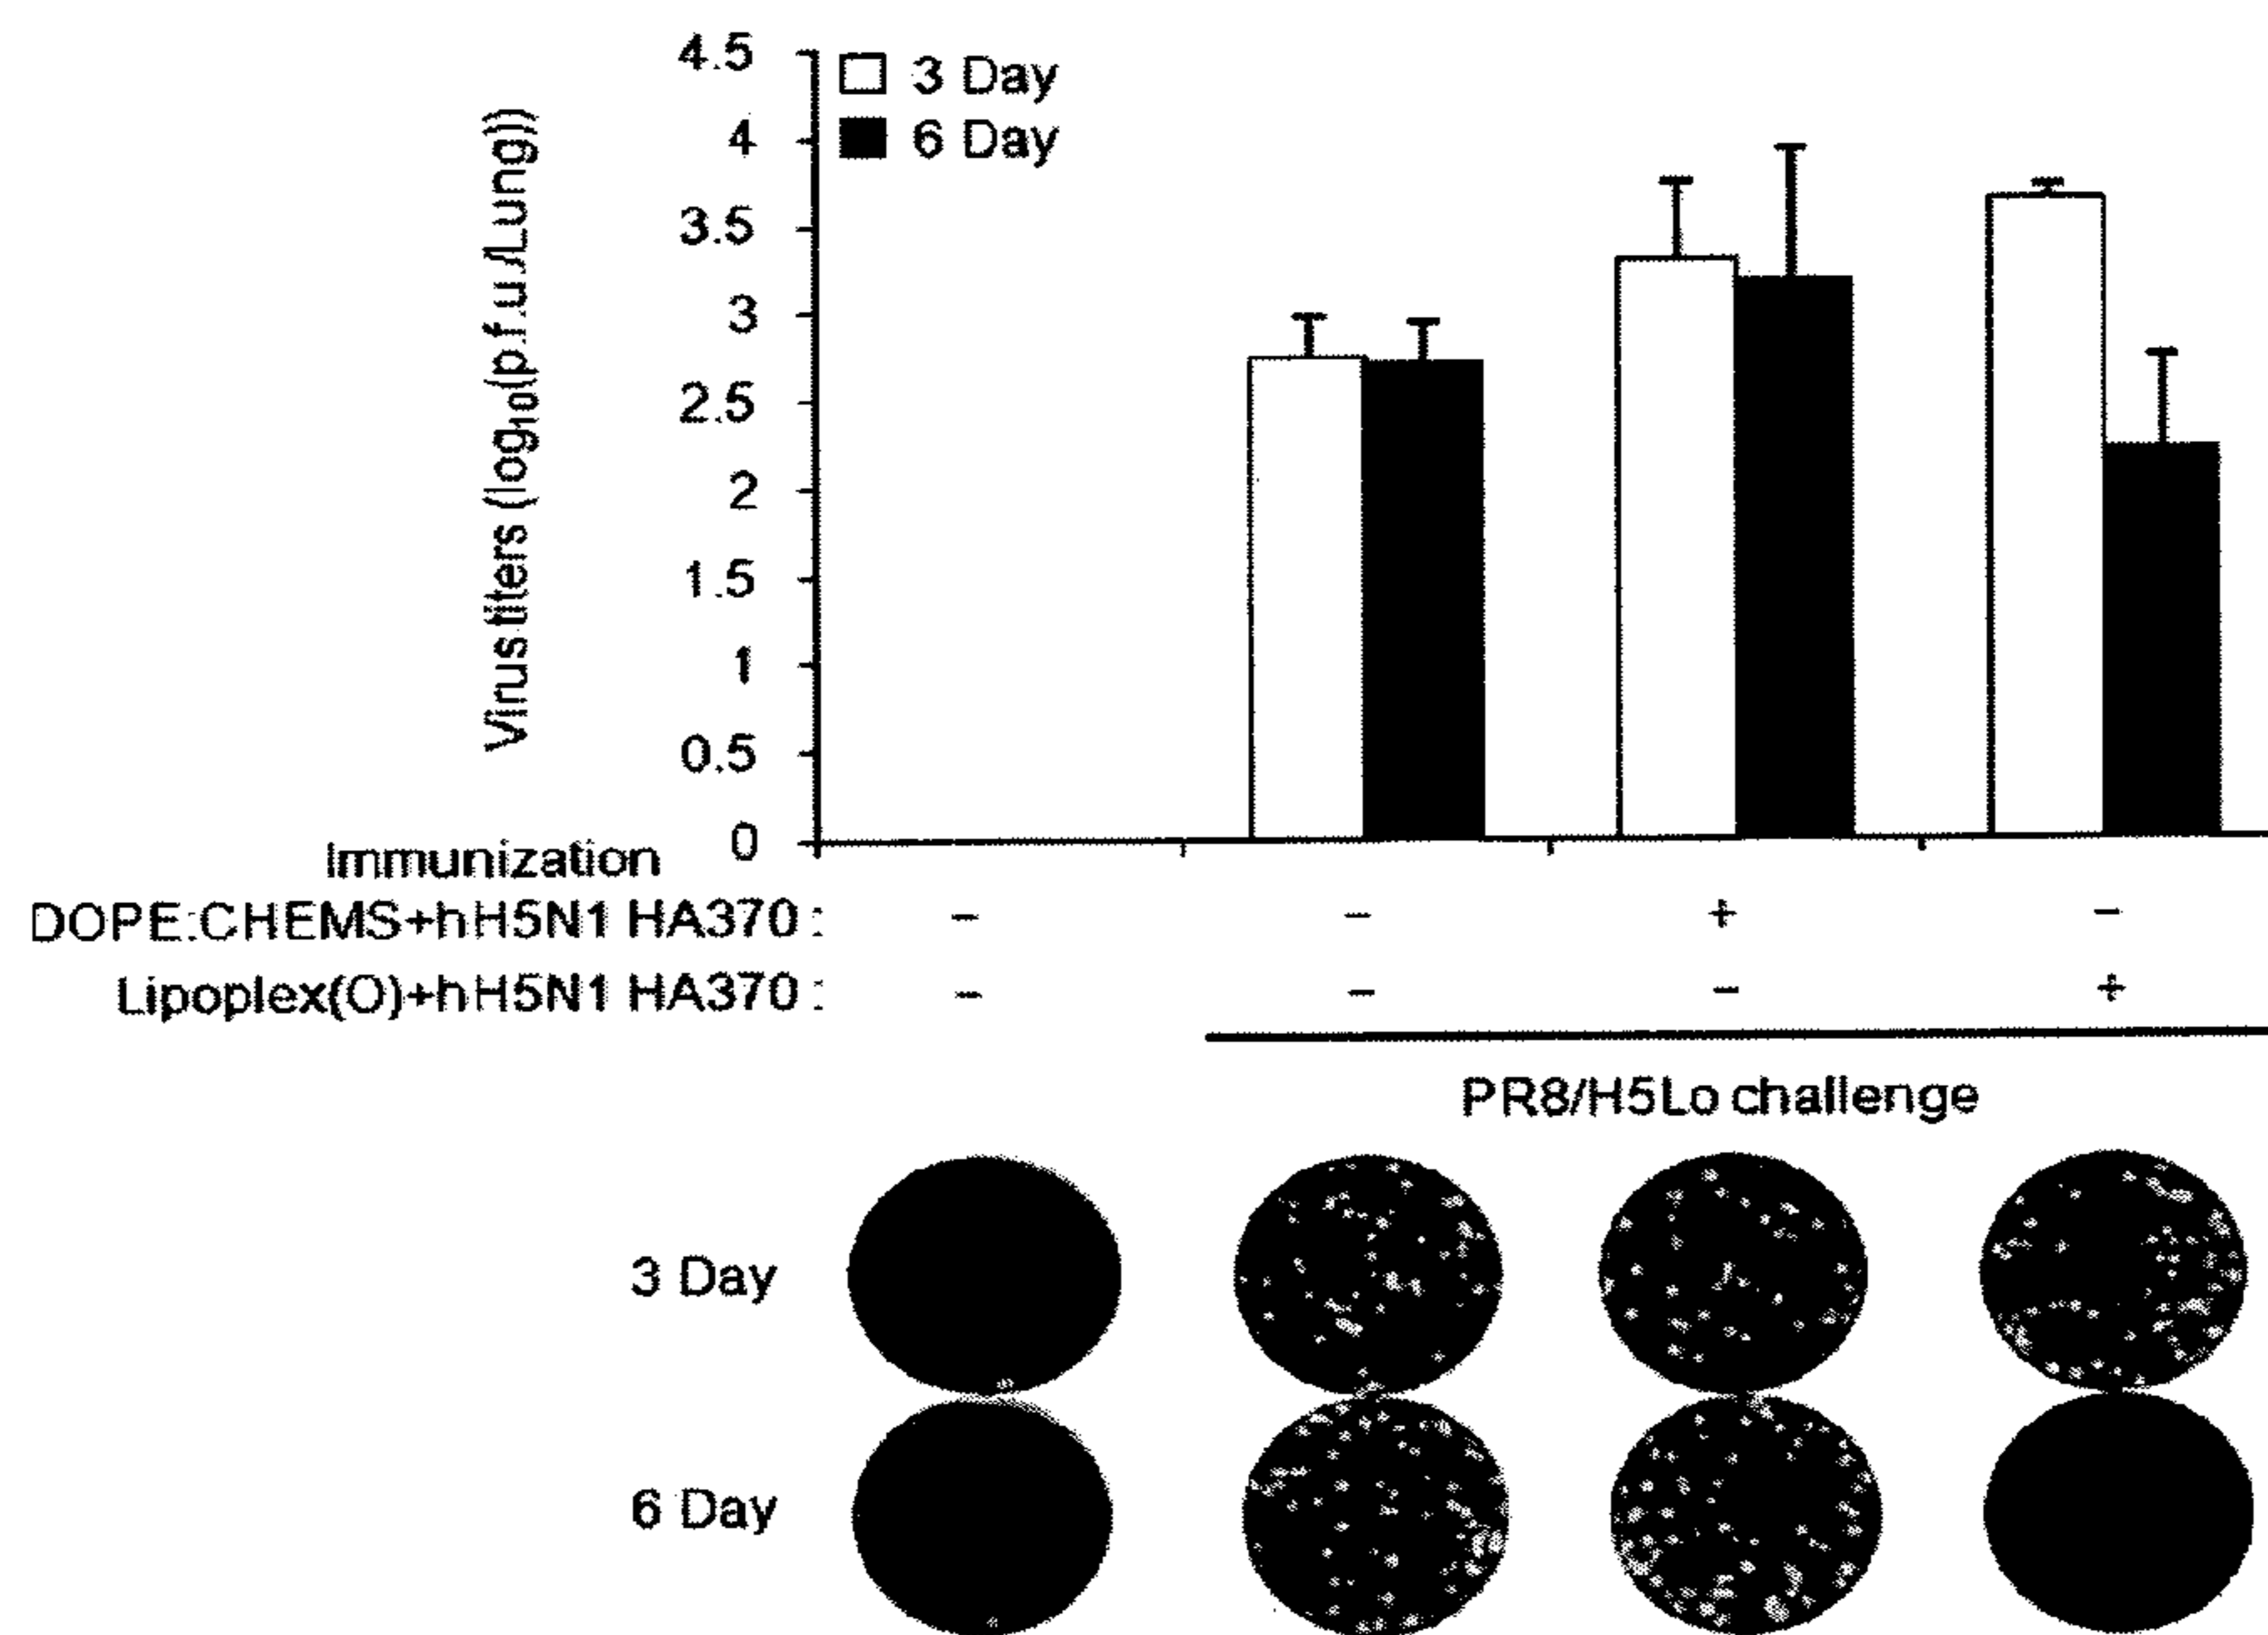 4.5
3 Day
4
6 Day
3.5
3
2.5
2
1.5
1
0.5
0
Virus titers (log10(p.f.u./Lung))
Immunization
DOPE:CHEMS+hH5N1 HA370 : − − + −
Lipoplex(O)+hH5N1 HA370 : − − − +
PR8/H5Lo challenge
3 Day
6 Day